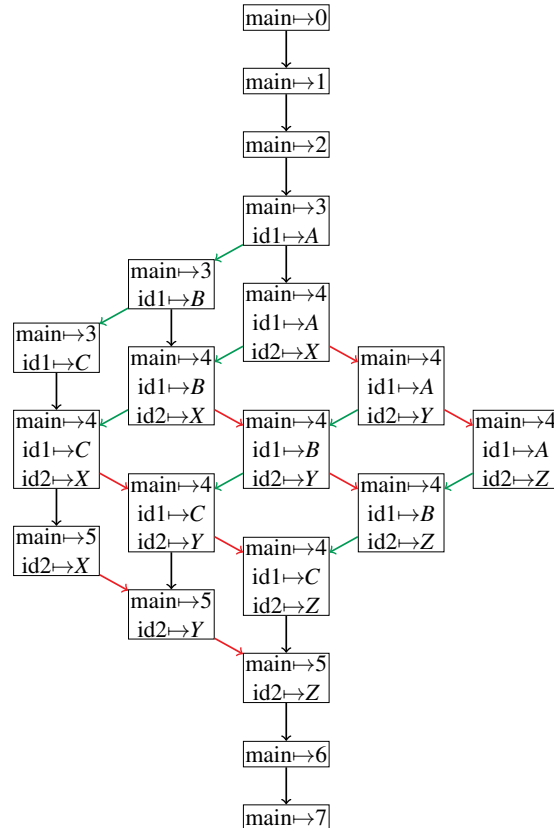 main↦0
main↦1
main↦2
main↦3
id1↦A
main↦3
id1↦B
main↦4
id1↦A
id2↦X
main↦3
id1↦C
main↦4
id1↦B
id2↦X
main↦4
id1↦A
id2↦Y
main↦4
id1↦C
id2↦X
main↦4
id1↦B
id2↦Y
main↦4
id1↦A
id2↦Z
main↦4
id1↦C
id2↦Y
main↦4
id1↦B
id2↦Z
main↦5
id2↦X
main↦4
id1↦C
id2↦Z
main↦5
id2↦Y
main↦5
id2↦Z
main↦6
main↦7